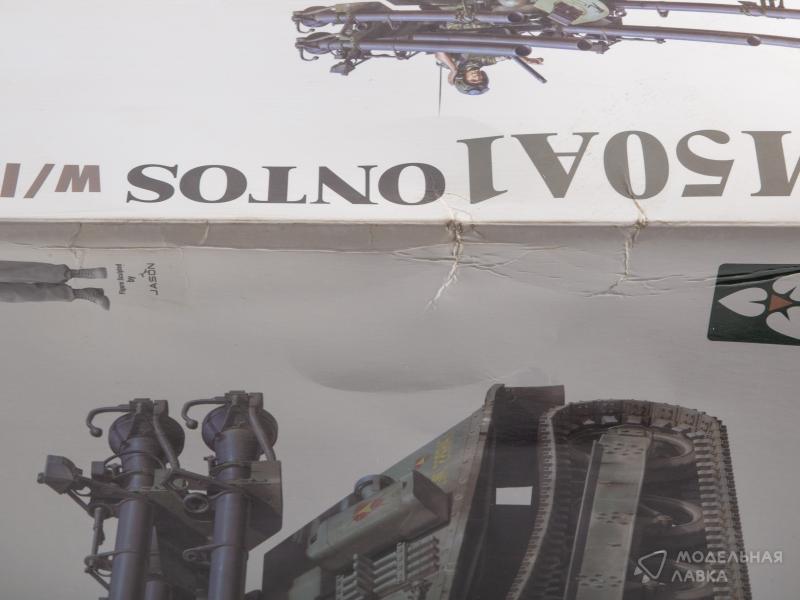 M50A1 ONTOS W/I
Figure Sculpted
by
JASON
МОДЕЛЬНАЯ
ЛАВКА